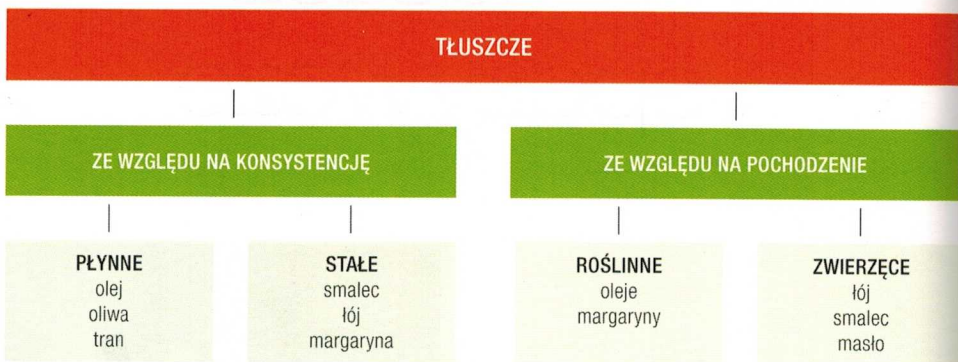 TŁUSZCZE
ZE WZGLĘDU NA KONSYSTENCJĘ
ZE WZGLĘDU NA POCHODZENIE
PŁYNNE
olej
oliwa
tran
STAŁE
smalec
łój
margaryna
ROŚLINNE
oleje
margaryny
ZWIERZĘCE
łój
smalec
masło